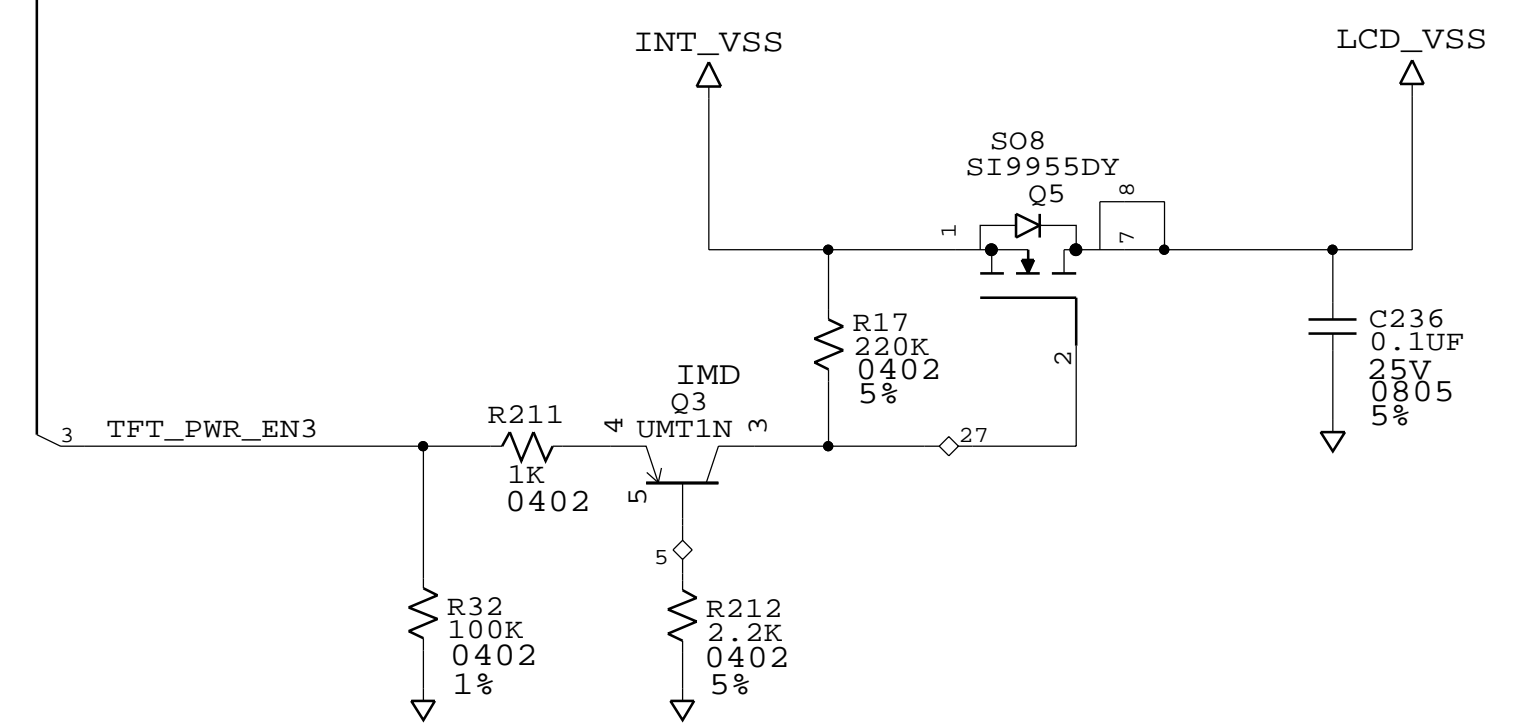 INT_VSS
LCD_VSS
SO8
SI9955DY
Q5
8
1
7
R17
220K
0402
5%
2
C236
0.1UF
25V
0805
5%
IMD
Q3
UMT1N
4
3
5
3
TFT_PWR_EN3
R211
1K
0402
27
5
R32
100K
0402
1%
R212
2.2K
0402
5%